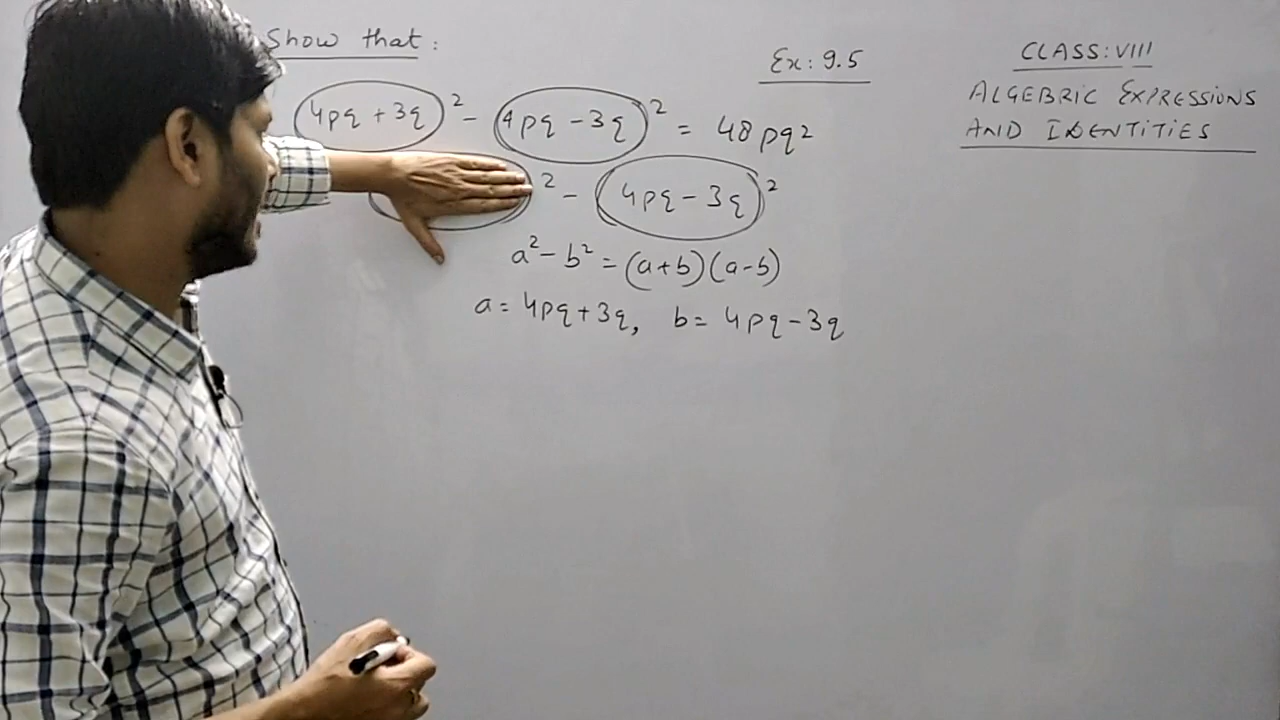 Show that:
Ex: 9.5
CLASS: VIII
ALGEBRIC EXPRESSIONS
AND IDENTITIES
(4pq + 3q)² - (4pq - 3q)² = 48pq²
² - (4pq - 3q)²
a² - b² = (a+b)(a-b)
a = 4pq + 3q, b = 4pq - 3q